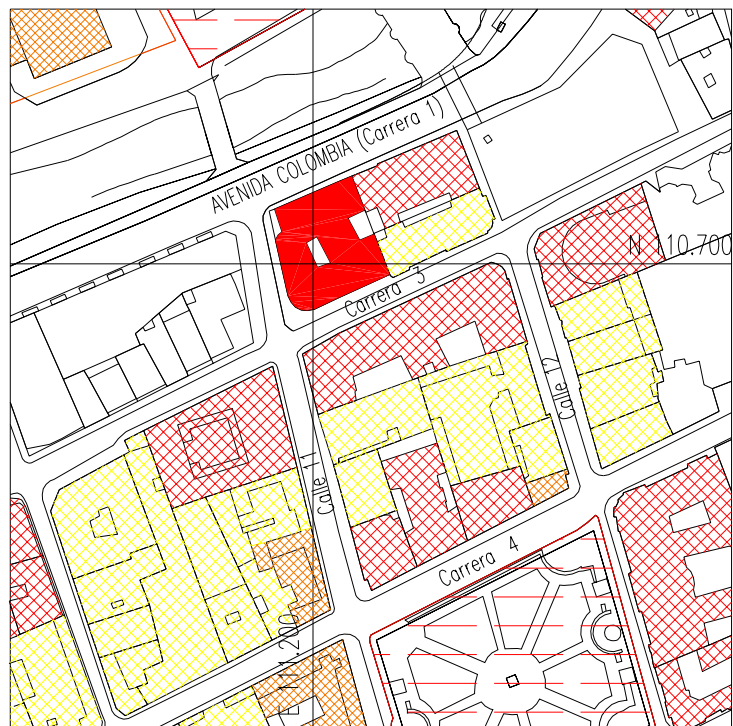 AVENIDA COLOMBIA (Carrera 1)
N 110.700
Carrera 3
Calle 12
Calle 11
Carrera 4
E 111.200